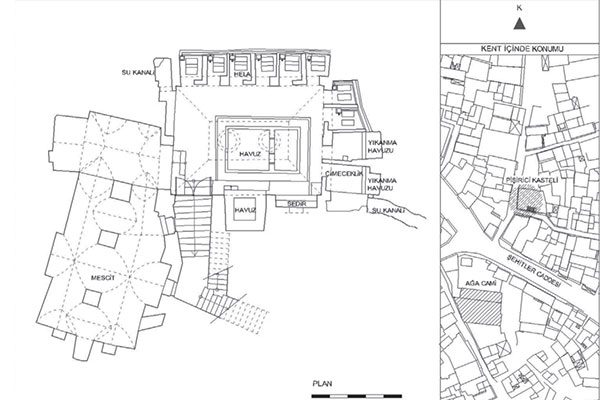 SU KANALI
HELA
HAVUZ
YIKANMA
HAVUZU
ÇİMECEKLİK
YIKANMA
HAVUZU
HAVUZ
SEDİR
SU KANALI
MESCİT
PLAN
K
KENT İÇİNDE KONUMU
PİŞİRİCİ KASTELİ
ŞEHİTLER CADDESİ
AĞA CAMİ